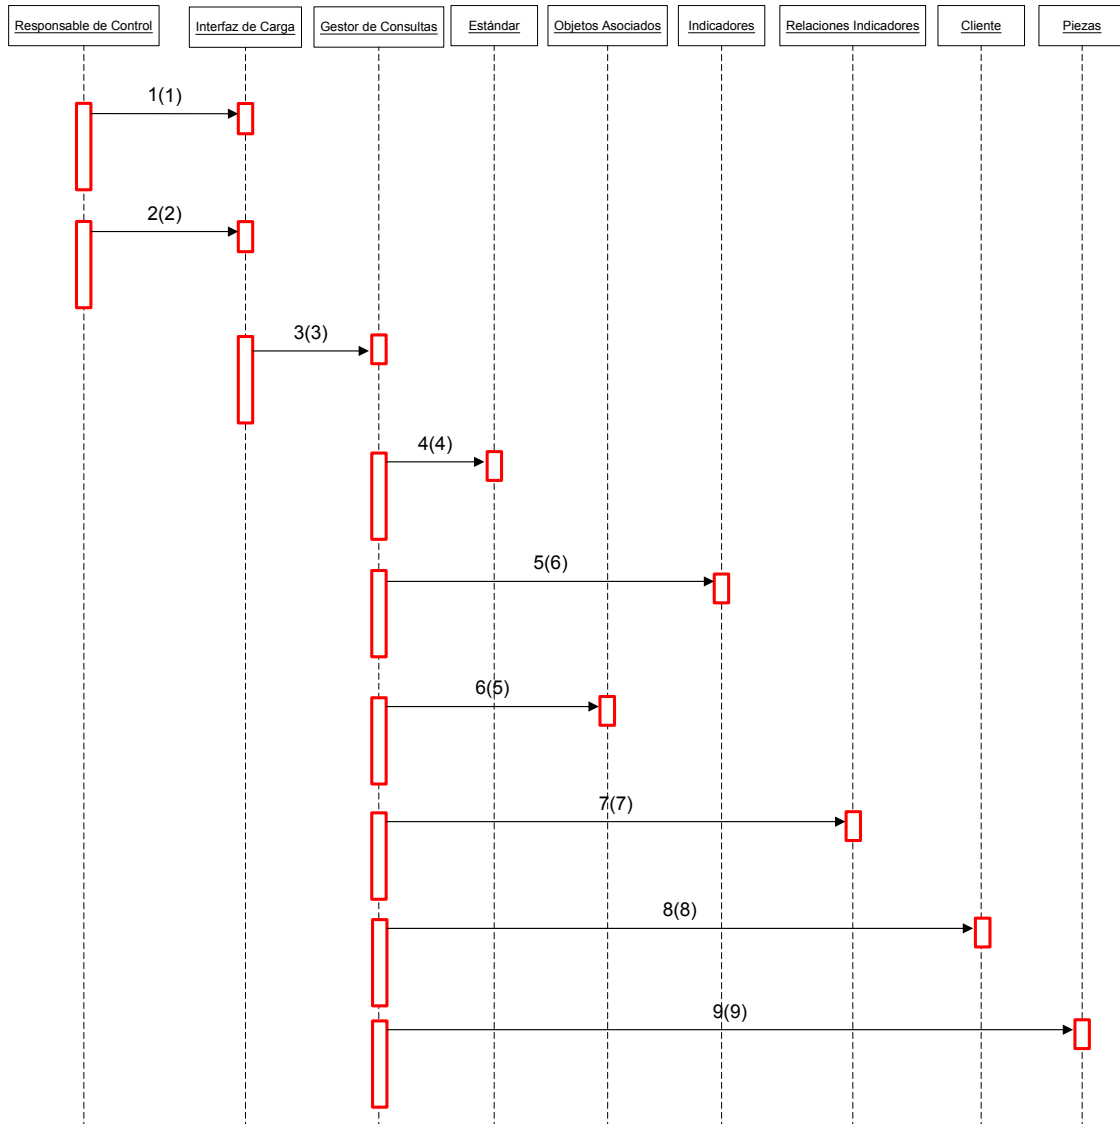 Responsable de Control
Interfaz de Carga
Gestor de Consultas
Estándar
Objetos Asociados
Indicadores
Relaciones Indicadores
Cliente
Piezas
1(1)
2(2)
3(3)
4(4)
5(6)
6(5)
7(7)
8(8)
9(9)